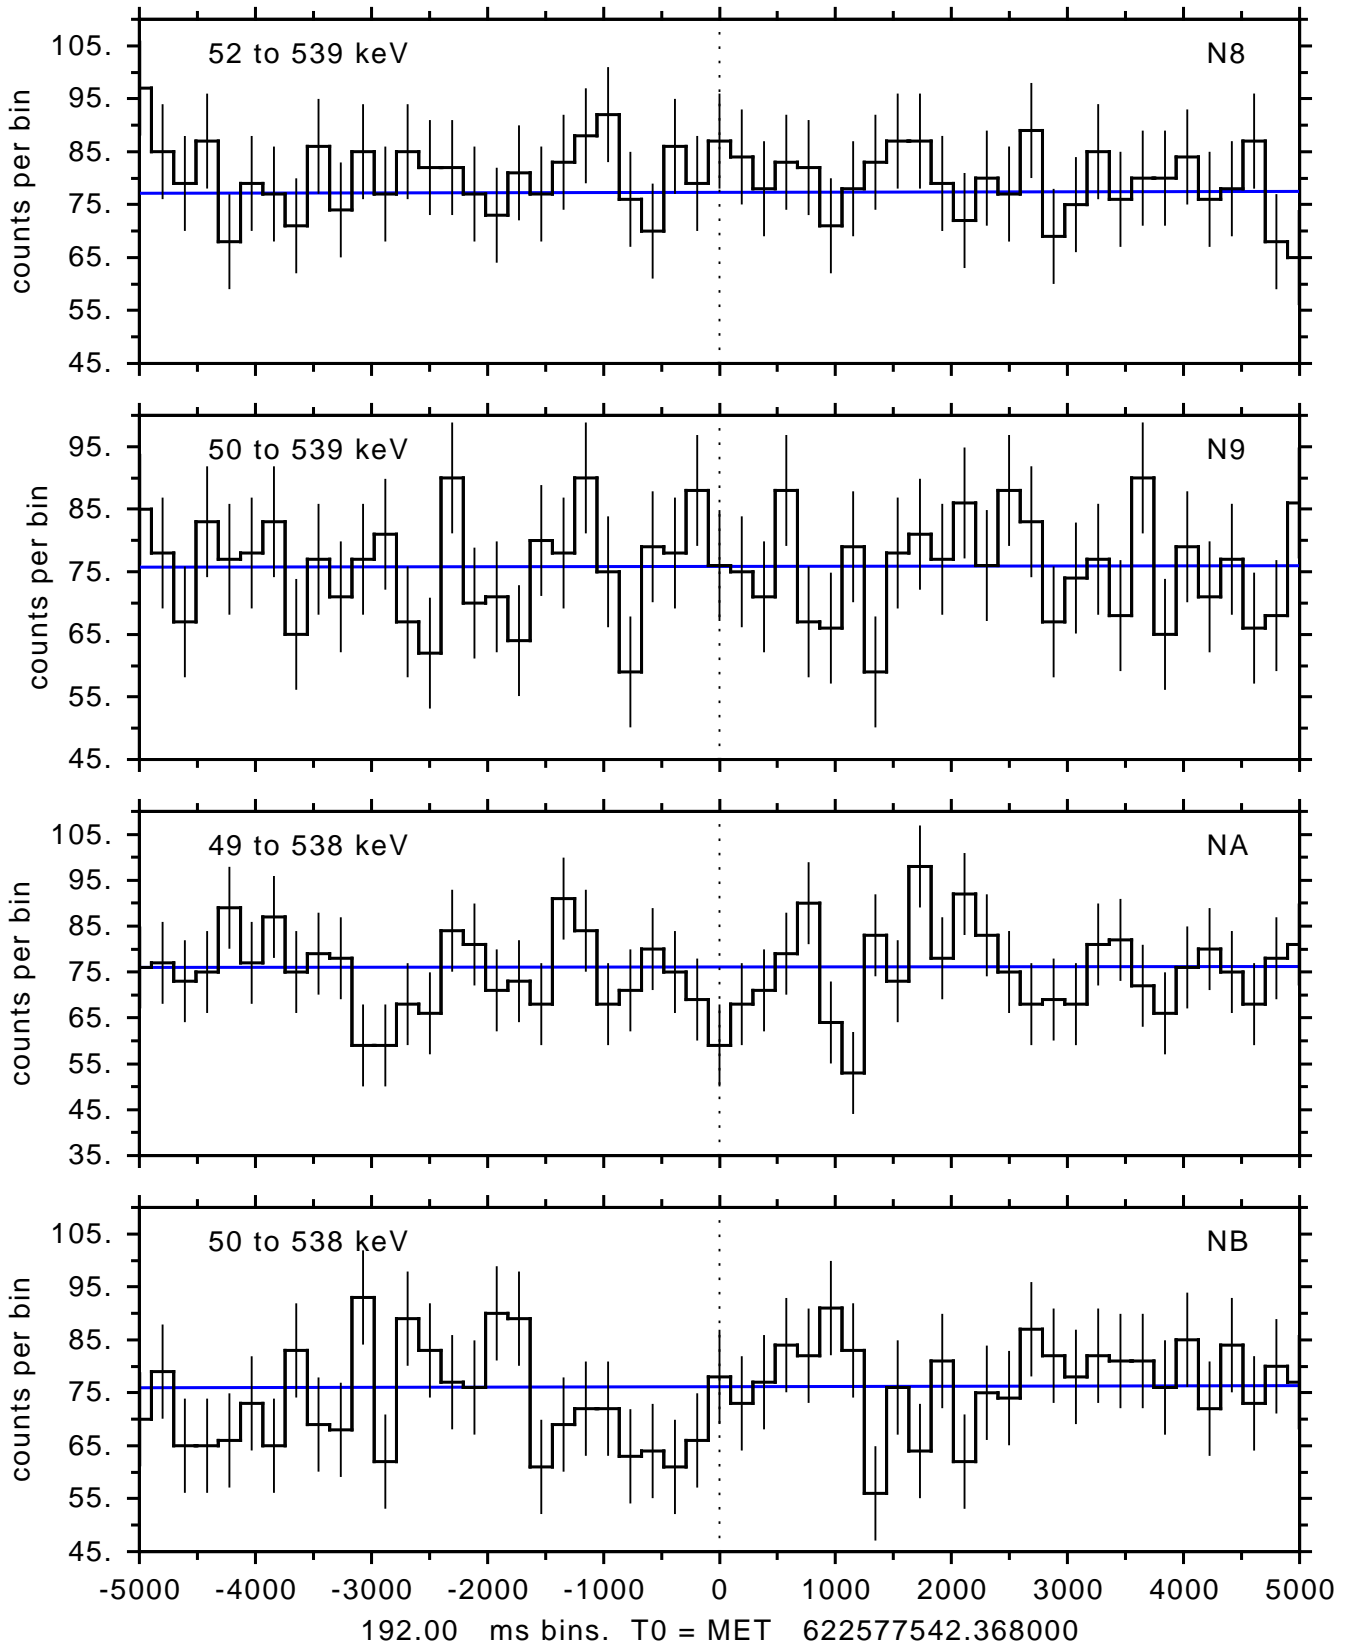 52 to 539 keV
N8
105.
95.
85.
75.
65.
55.
45.
counts per bin
50 to 539 keV
N9
95.
85.
75.
65.
55.
45.
counts per bin
49 to 538 keV
NA
105.
95.
85.
75.
65.
55.
45.
35.
counts per bin
50 to 538 keV
NB
105.
95.
85.
75.
65.
55.
45.
counts per bin
-5000 -4000 -3000 -2000 -1000 0 1000 2000 3000 4000 5000
192.00 ms bins. T0 = MET 622577542.368000